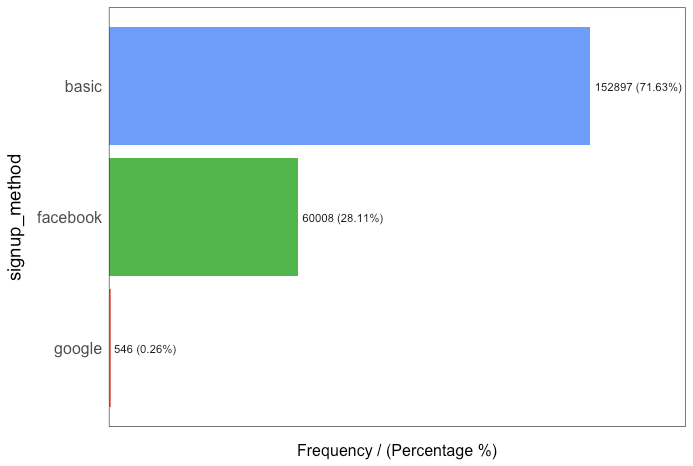 signup_method
basic
152897 (71.63%)
facebook
60008 (28.11%)
google
546 (0.26%)
Frequency / (Percentage %)